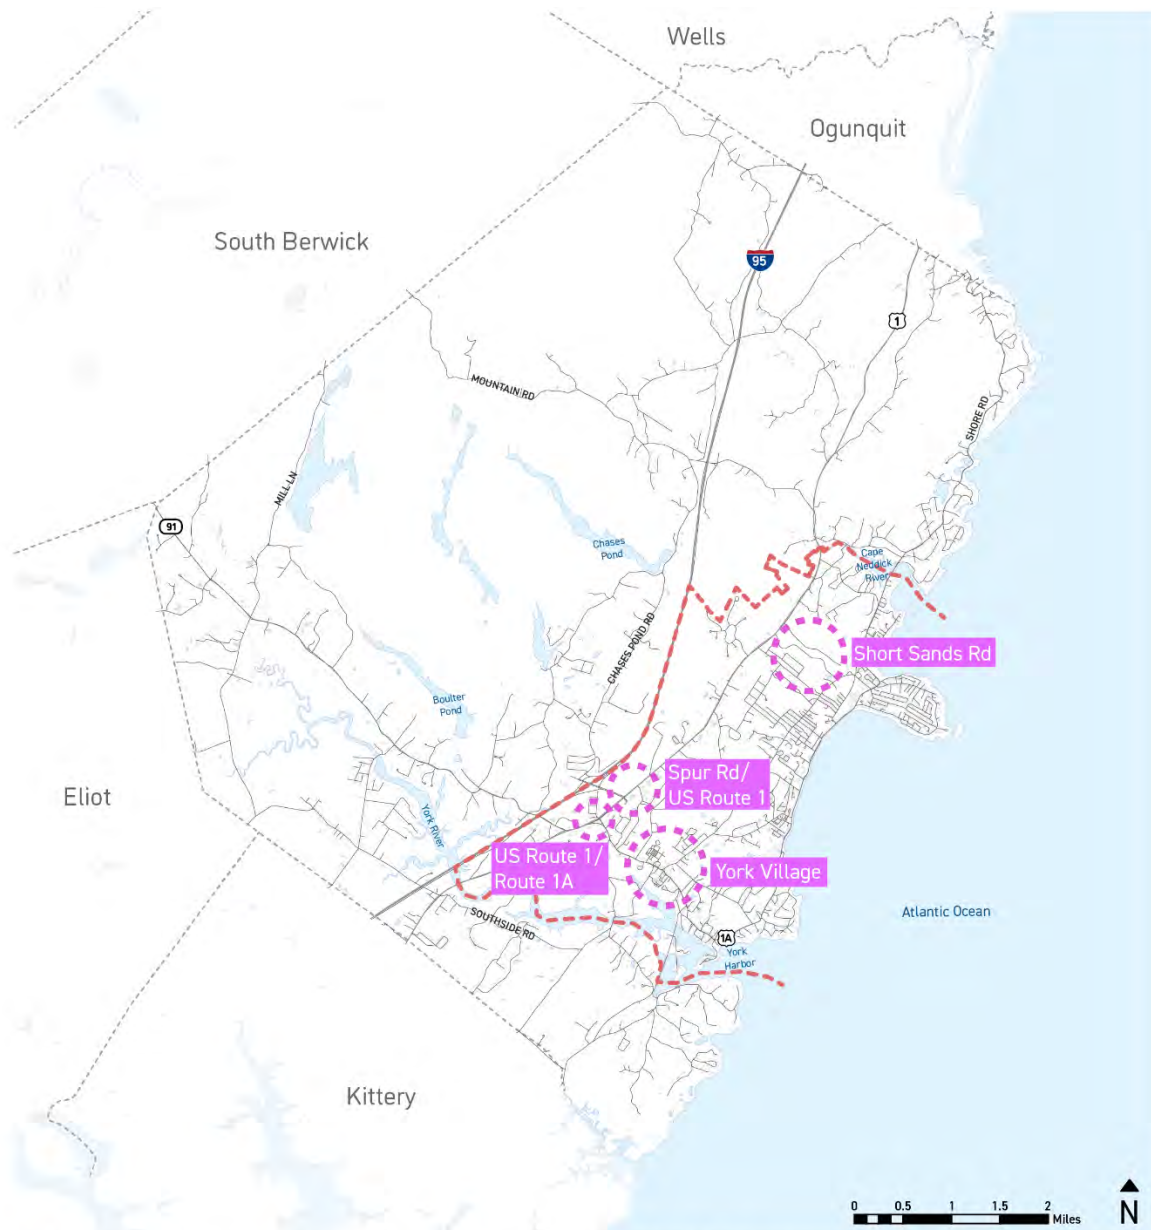 Wells
Ogunquit
South Berwick
95
1
MOUNTAIN RD
SHORE RD
MILL LN
91
Chases
Pond
Cape
Neddick
River
CHASES POND RD
Short Sands Rd
Boulter
Pond
Spur Rd/
US Route 1
Eliot
York River
US Route 1/
Route 1A
York Village
SOUTHSIDE RD
Atlantic Ocean
1A
York
Harbor
Kittery
0 0.5 1 1.5 2
Miles
N